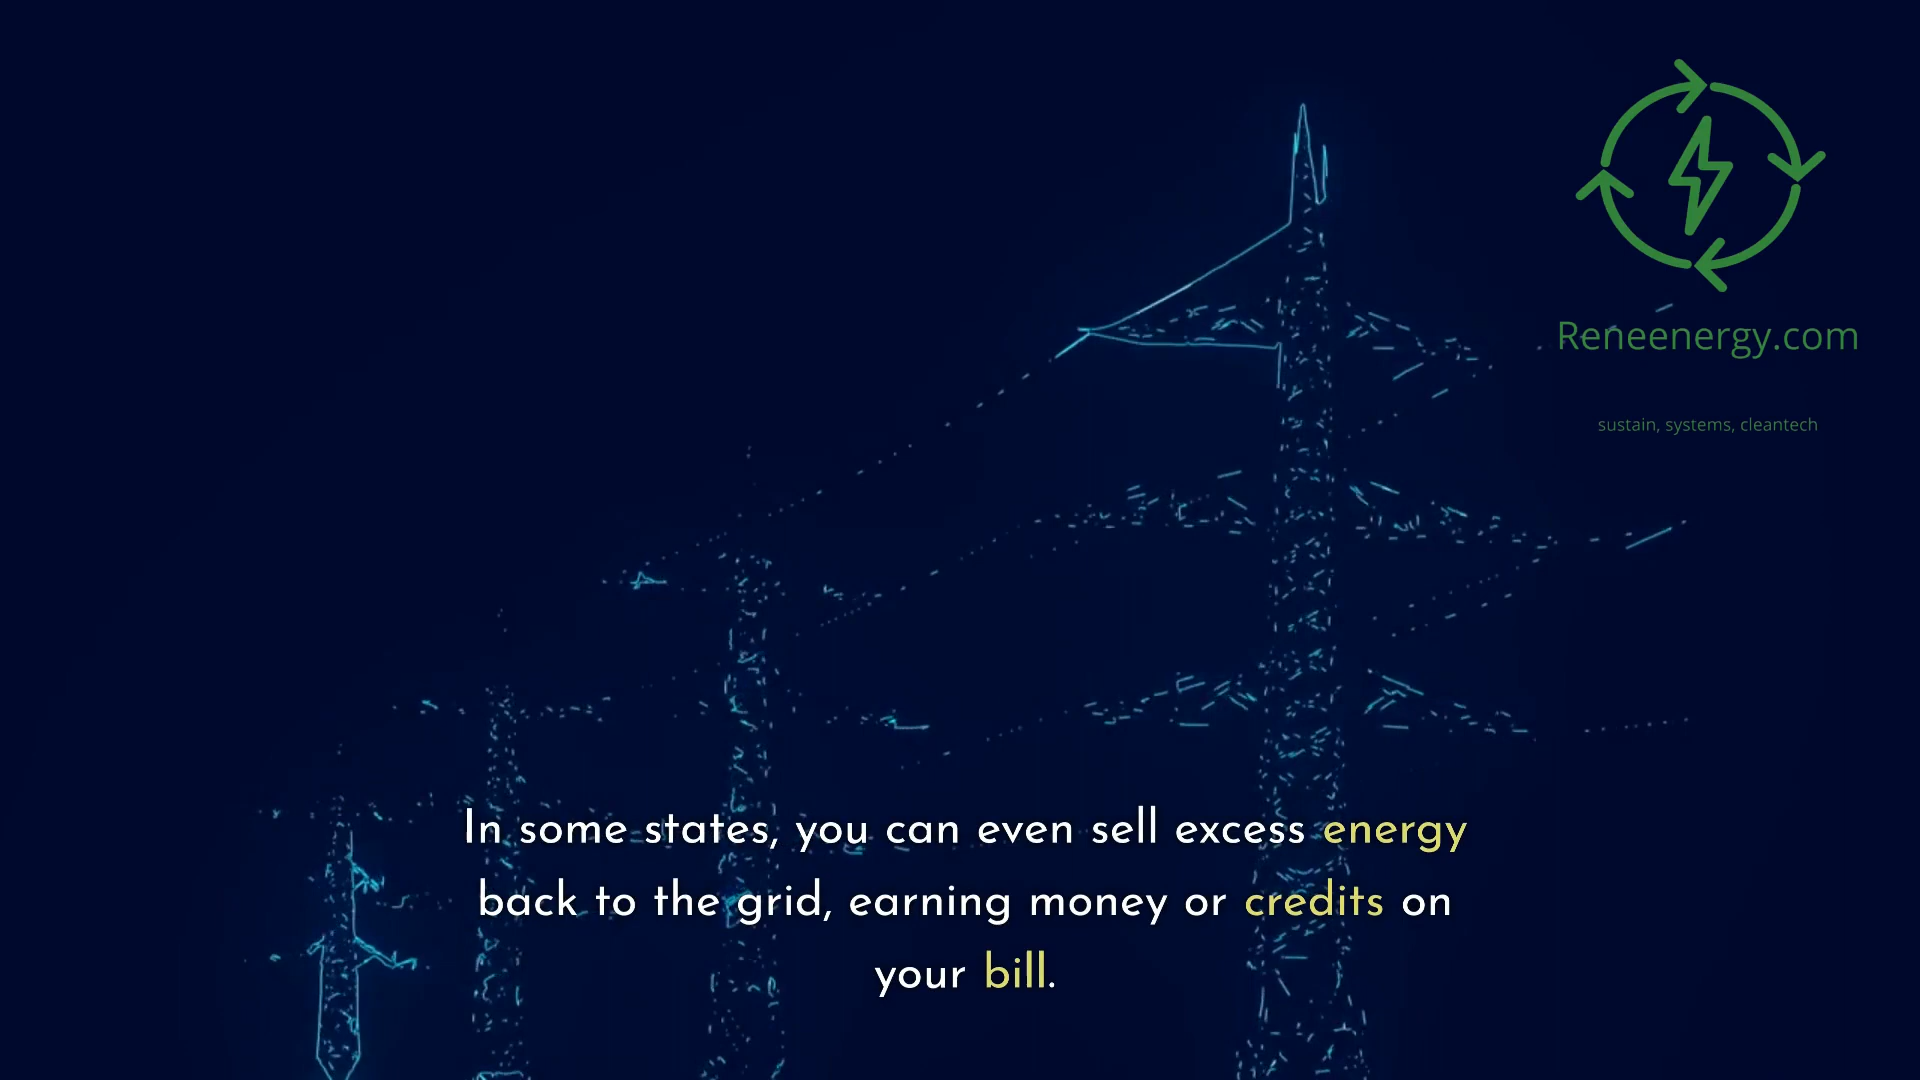 Reneenergy.com
sustain, systems, cleantech
In some states, you can even sell excess energy
back to the grid, earning money or credits on
your bill.